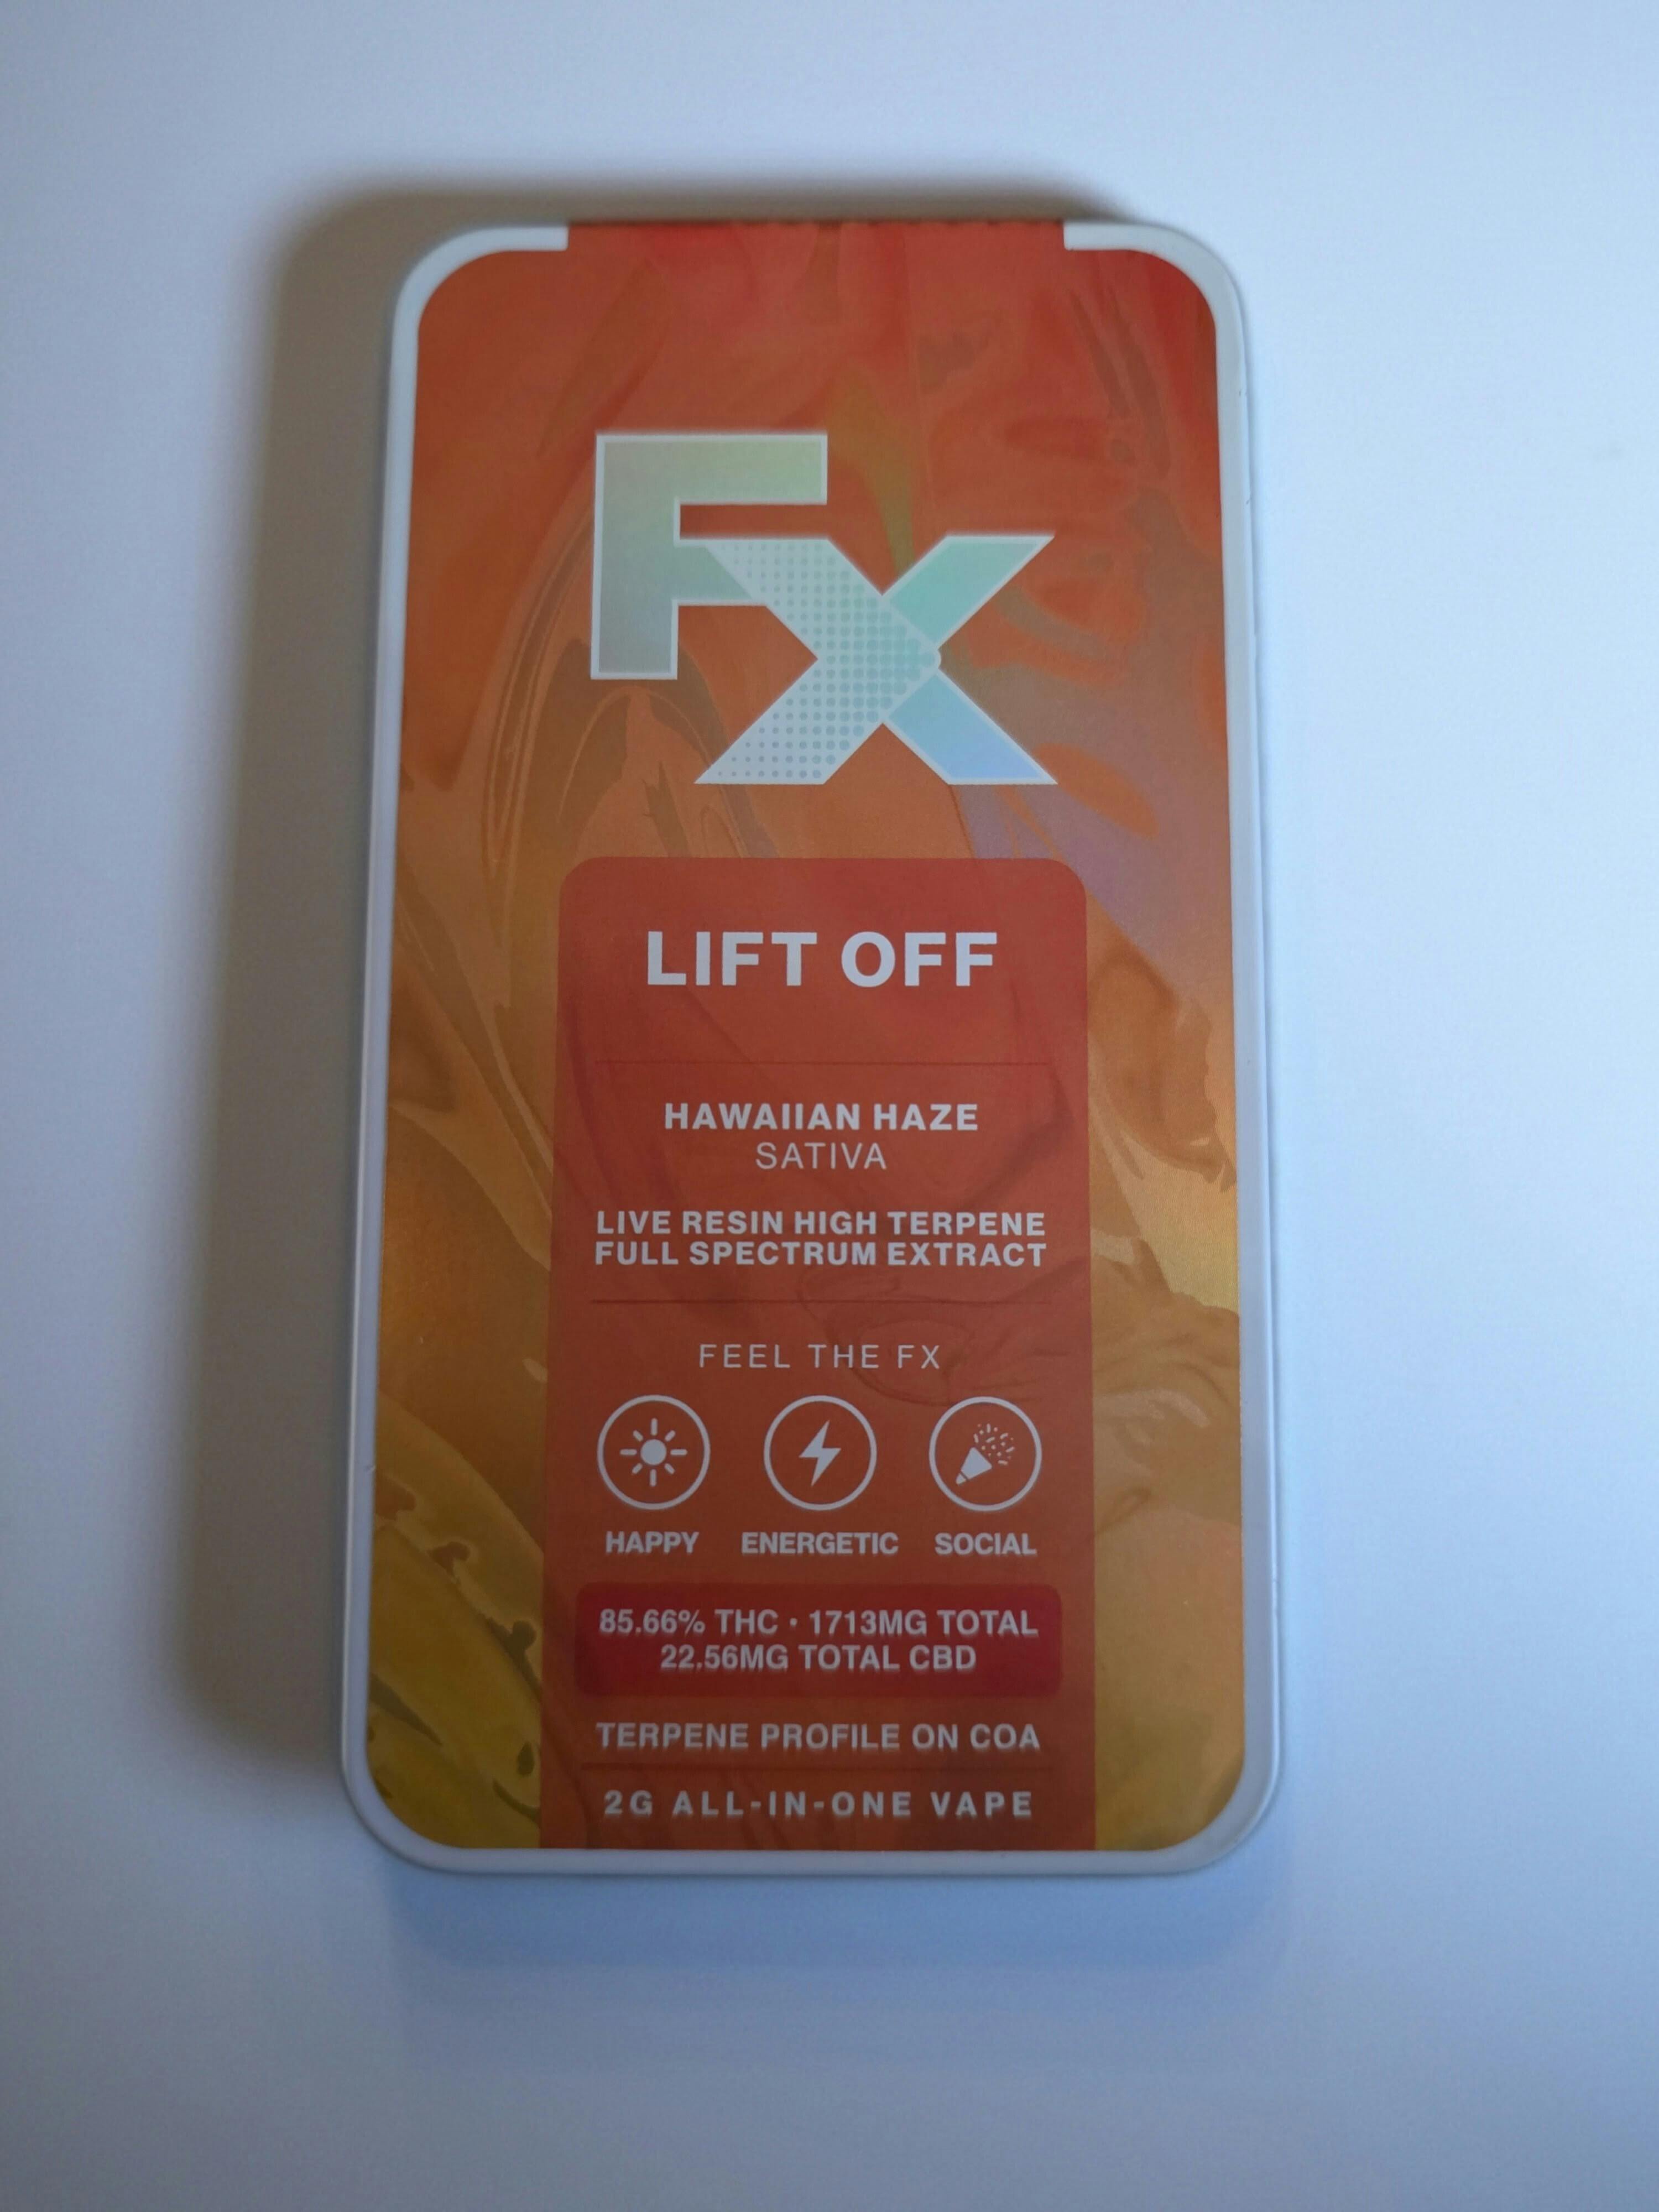 Fx
LIFT OFF
HAWAIIAN HAZE
SATIVA
LIVE RESIN HIGH TERPENE
FULL SPECTRUM EXTRACT
FEEL THE FX
HAPPY ENERGETIC SOCIAL
85.66% THC • 1713MG TOTAL
22.56MG TOTAL CBD
TERPENE PROFILE ON COA
2G ALL-IN-ONE VAPE